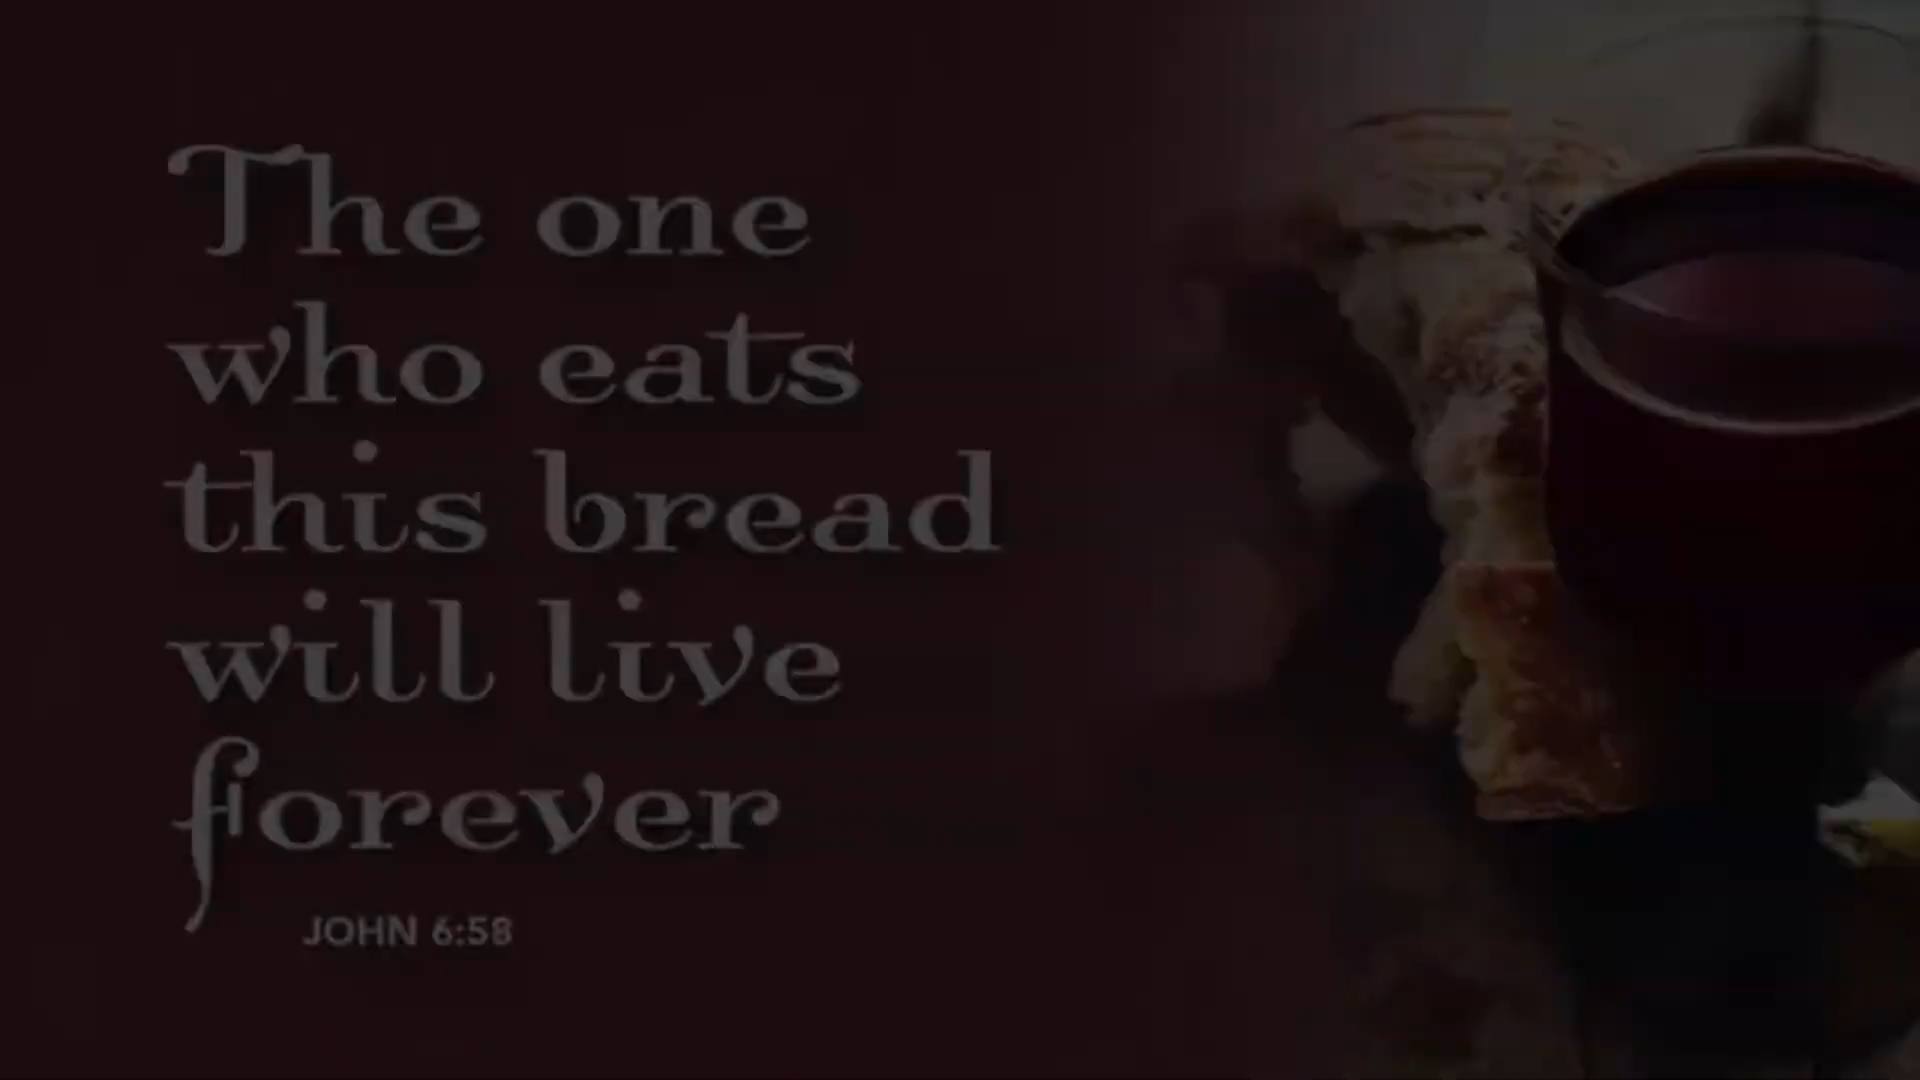 The one
who eats
this bread
will live
forever
JOHN 6:58